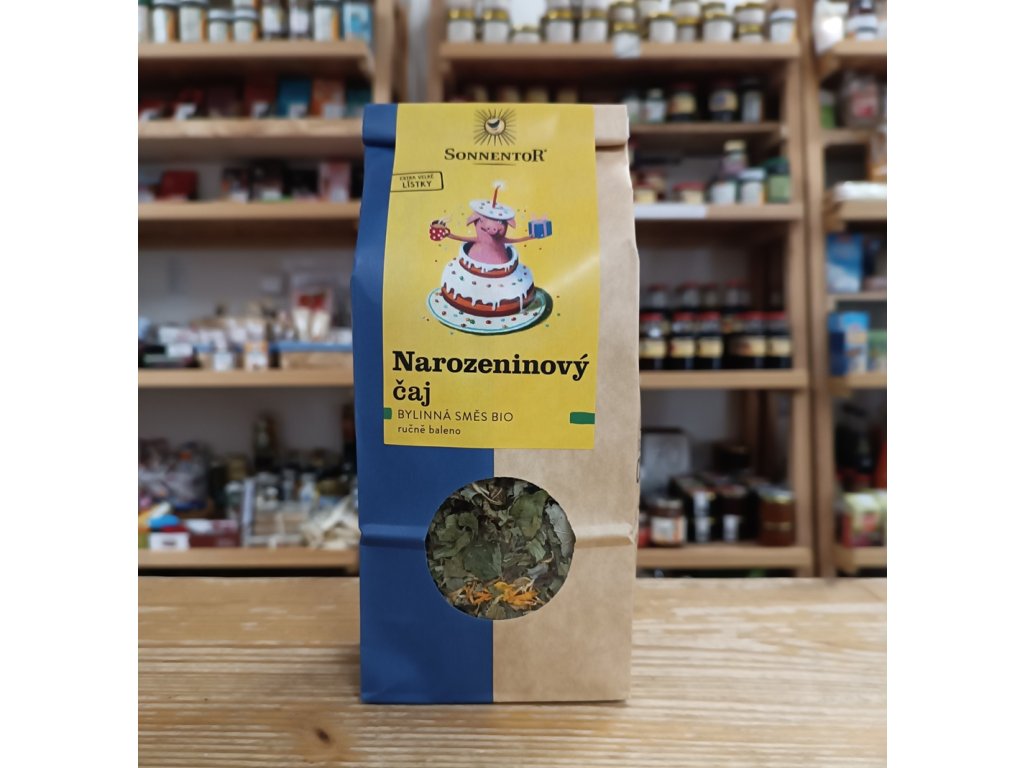 SONNENTOR®
EXTRA VELKÉ
LÍSTKY
Narozeninový
čaj
BYLINNÁ SMĚS BIO
ručně baleno